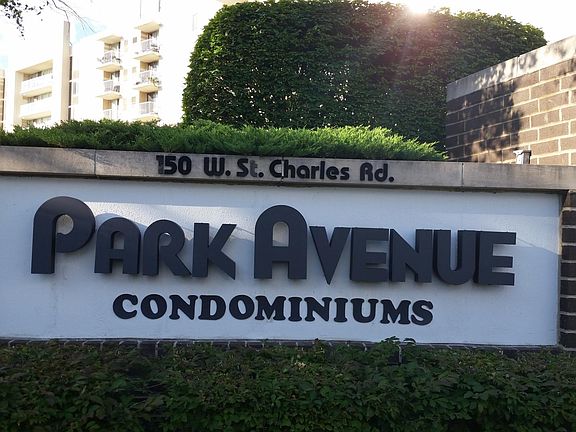 150 W. St. Charles Rd.
PARK AVENUE
CONDOMINIUMS